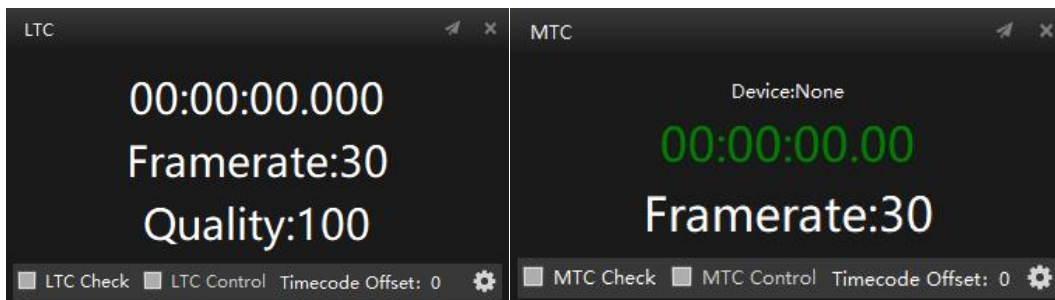 LTC
00:00:00.000
Framerate:30
Quality:100
LTC Check LTC Control Timecode Offset: 0
MTC
Device:None
00:00:00.00
Framerate:30
MTC Check MTC Control Timecode Offset: 0